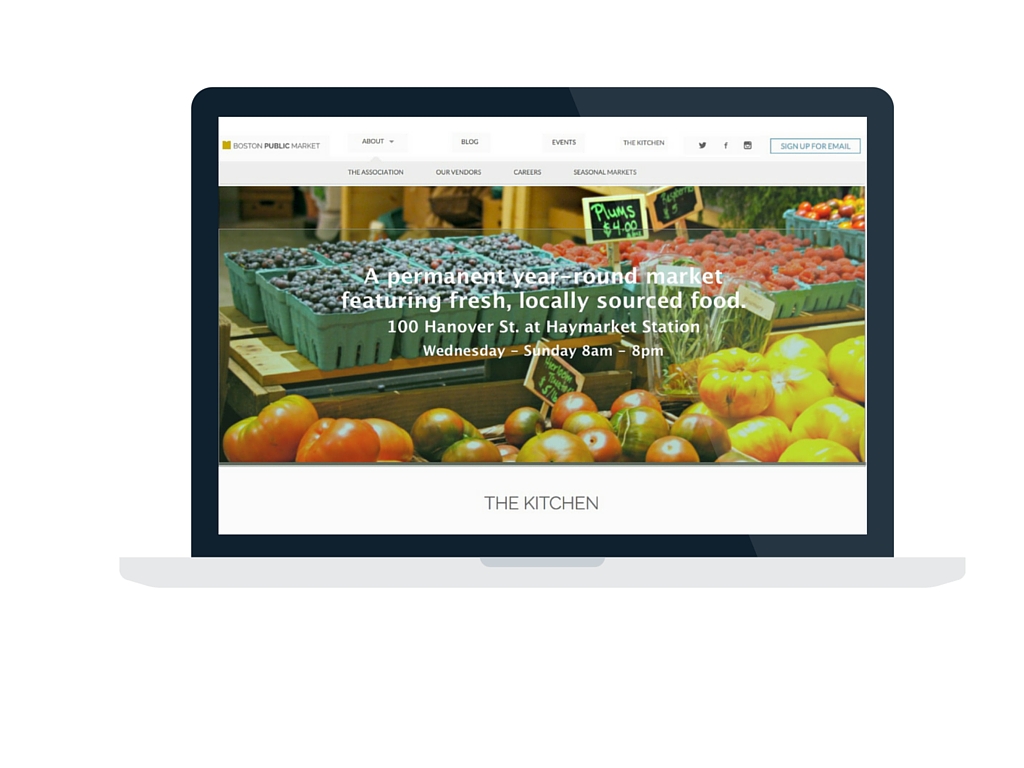 BOSTON PUBLIC MARKET
ABOUT
BLOG
EVENTS
THE KITCHEN
SIGN UP FOR EMAIL
THE ASSOCIATION
OUR VENDORS
CAREERS
SEASONAL MARKETS
Plums
$4.00
$5
A permanent year-round market
featuring fresh, locally sourced food.
100 Hanover St. at Haymarket Station
Wednesday - Sunday 8am - 8pm
Heirloom
THE KITCHEN